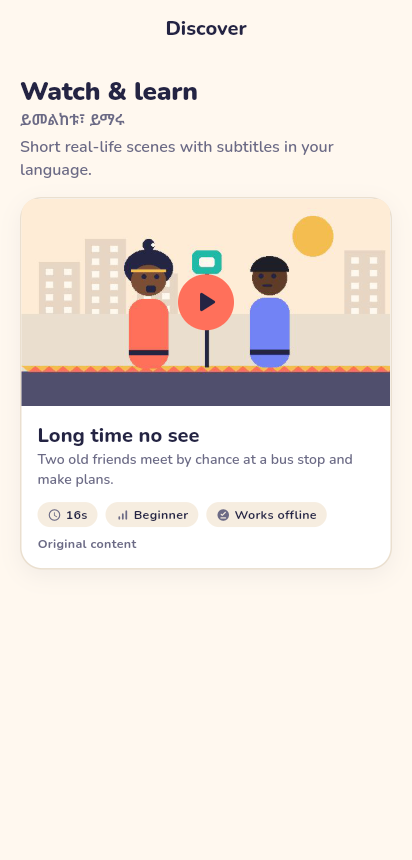 Discover
Watch & learn
ይመልከቱ፣ ይማሩ
Short real-life scenes with subtitles in your
language.
Long time no see
Two old friends meet by chance at a bus stop and
make plans.
16s Beginner Works offline
Original content